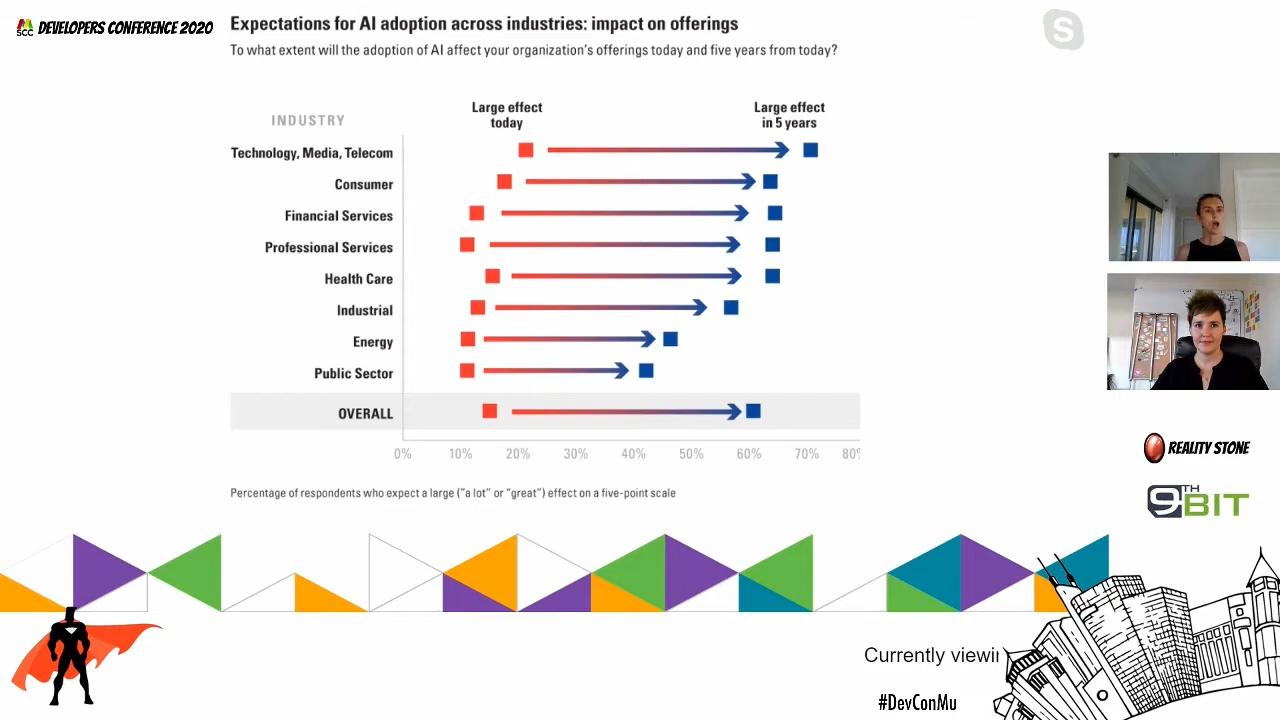 SCC DEVELOPERS CONFERENCE 2020
Expectations for AI adoption across industries: impact on offerings
To what extent will the adoption of AI affect your organization's offerings today and five years from today?
S
INDUSTRY
Large effect
today
Large effect
in 5 years
Technology, Media, Telecom
Consumer
Financial Services
Professional Services
Health Care
Industrial
Energy
Public Sector
OVERALL
0% 10% 20% 30% 40% 50% 60% 70% 80%
Percentage of respondents who expect a large ("a lot" or "great") effect on a five-point scale
REALITY STONE
9TH BIT
Currently viewin
#DevConMu